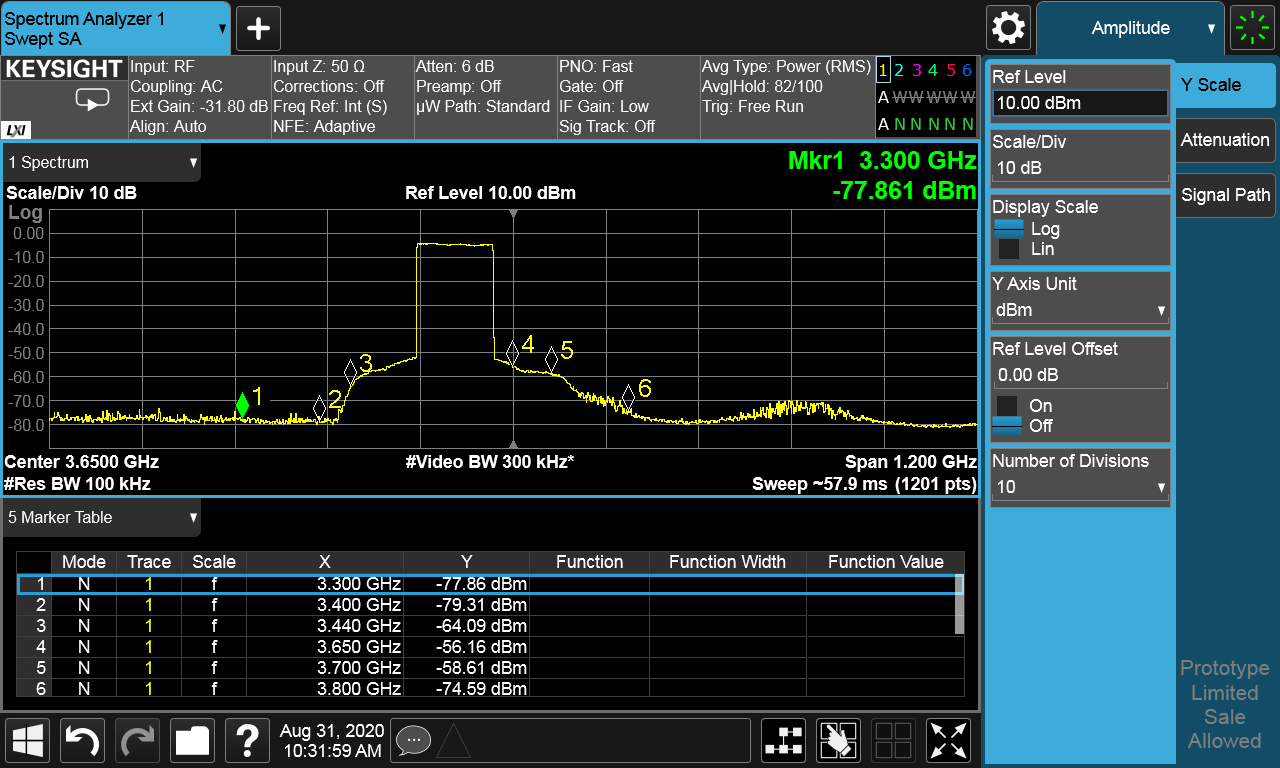 Spectrum Analyzer 1
Swept SA
Amplitude
KEYSIGHT
LXI
Input: RF
Coupling: AC
Ext Gain: -31.80 dB
Align: Auto
Input Z: 50 Ω
Corrections: Off
Freq Ref: Int (S)
NFE: Adaptive
Atten: 6 dB
Preamp: Off
µW Path: Standard
PNO: Fast
Gate: Off
IF Gain: Low
Sig Track: Off
Avg Type: Power (RMS)
Avg|Hold: 82/100
Trig: Free Run
1 2 3 4 5 6
A W W W W W
A N N N N N
1 Spectrum
Mkr1 3.300 GHz
-77.861 dBm
Scale/Div 10 dB
Ref Level 10.00 dBm
Log
0.00
-10.0
-20.0
-30.0
-40.0
-50.0
-60.0
-70.0
-80.0
1
2
3
4
5
6
Center 3.6500 GHz
#Video BW 300 kHz*
Span 1.200 GHz
#Res BW 100 kHz
Sweep ~57.9 ms (1201 pts)
5 Marker Table
Mode Trace Scale X Y Function Function Width Function Value
1 N 1 f 3.300 GHz -77.86 dBm
2 N 1 f 3.400 GHz -79.31 dBm
3 N 1 f 3.440 GHz -64.09 dBm
4 N 1 f 3.650 GHz -56.16 dBm
5 N 1 f 3.700 GHz -58.61 dBm
6 N 1 f 3.800 GHz -74.59 dBm
?
Aug 31, 2020
10:31:59 AM
Ref Level
10.00 dBm
Scale/Div
10 dB
Display Scale
Log
Lin
Y Axis Unit
dBm
Ref Level Offset
0.00 dB
On
Off
Number of Divisions
10
Y Scale
Attenuation
Signal Path
Prototype
Limited
Sale
Allowed